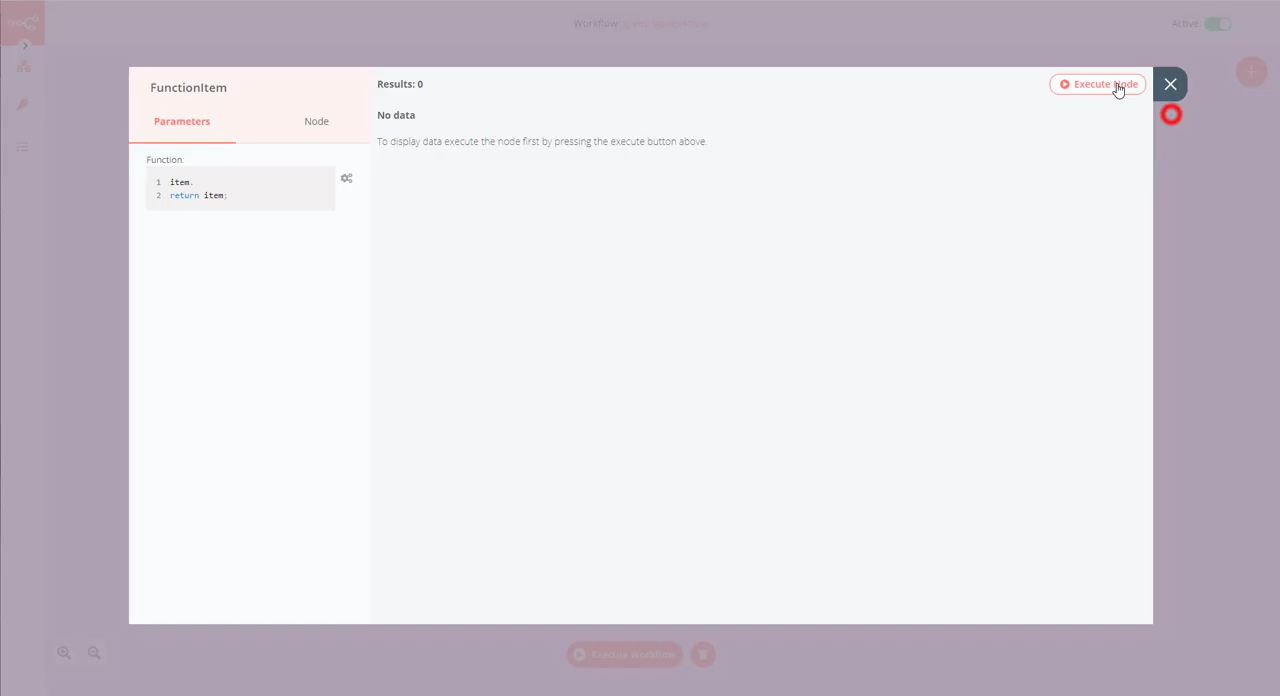 Workflow:
Active:
FunctionItem
Results: 0
Execute Node
Parameters
Node
No data
To display data execute the node first by pressing the execute button above.
Function:
1 item.
2 return item;
Execute Workflow